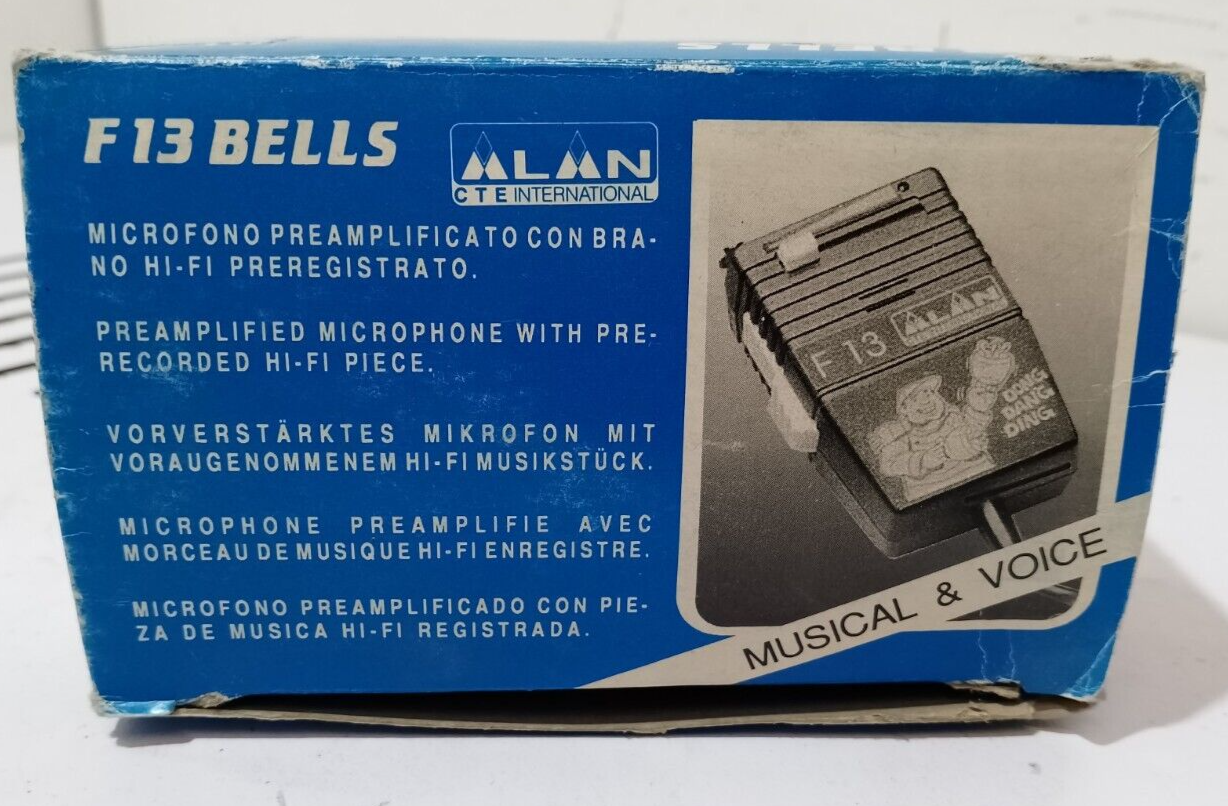 F 13 BELLS
ALAN
CTE INTERNATIONAL
MICROFONO PREAMPLIFICATO CON BRA-
NO HI-FI PREREGISTRATO.
PREAMPLIFIED MICROPHONE WITH PRE-
RECORDED HI-FI PIECE.
VORVERSTÄRKTES MIKROFON MIT
VORAUGENOMMENEM HI-FI MUSIKSTÜCK.
MICROPHONE PREAMPLIFIE AVEC
MORCEAU DE MUSIQUE HI-FI ENREGISTRE.
MICROFONO PREAMPLIFICADO CON PIE-
ZA DE MUSICA HI-FI REGISTRADA.
F 13 ALAN
DONG
DANG
DING
MUSICAL & VOICE